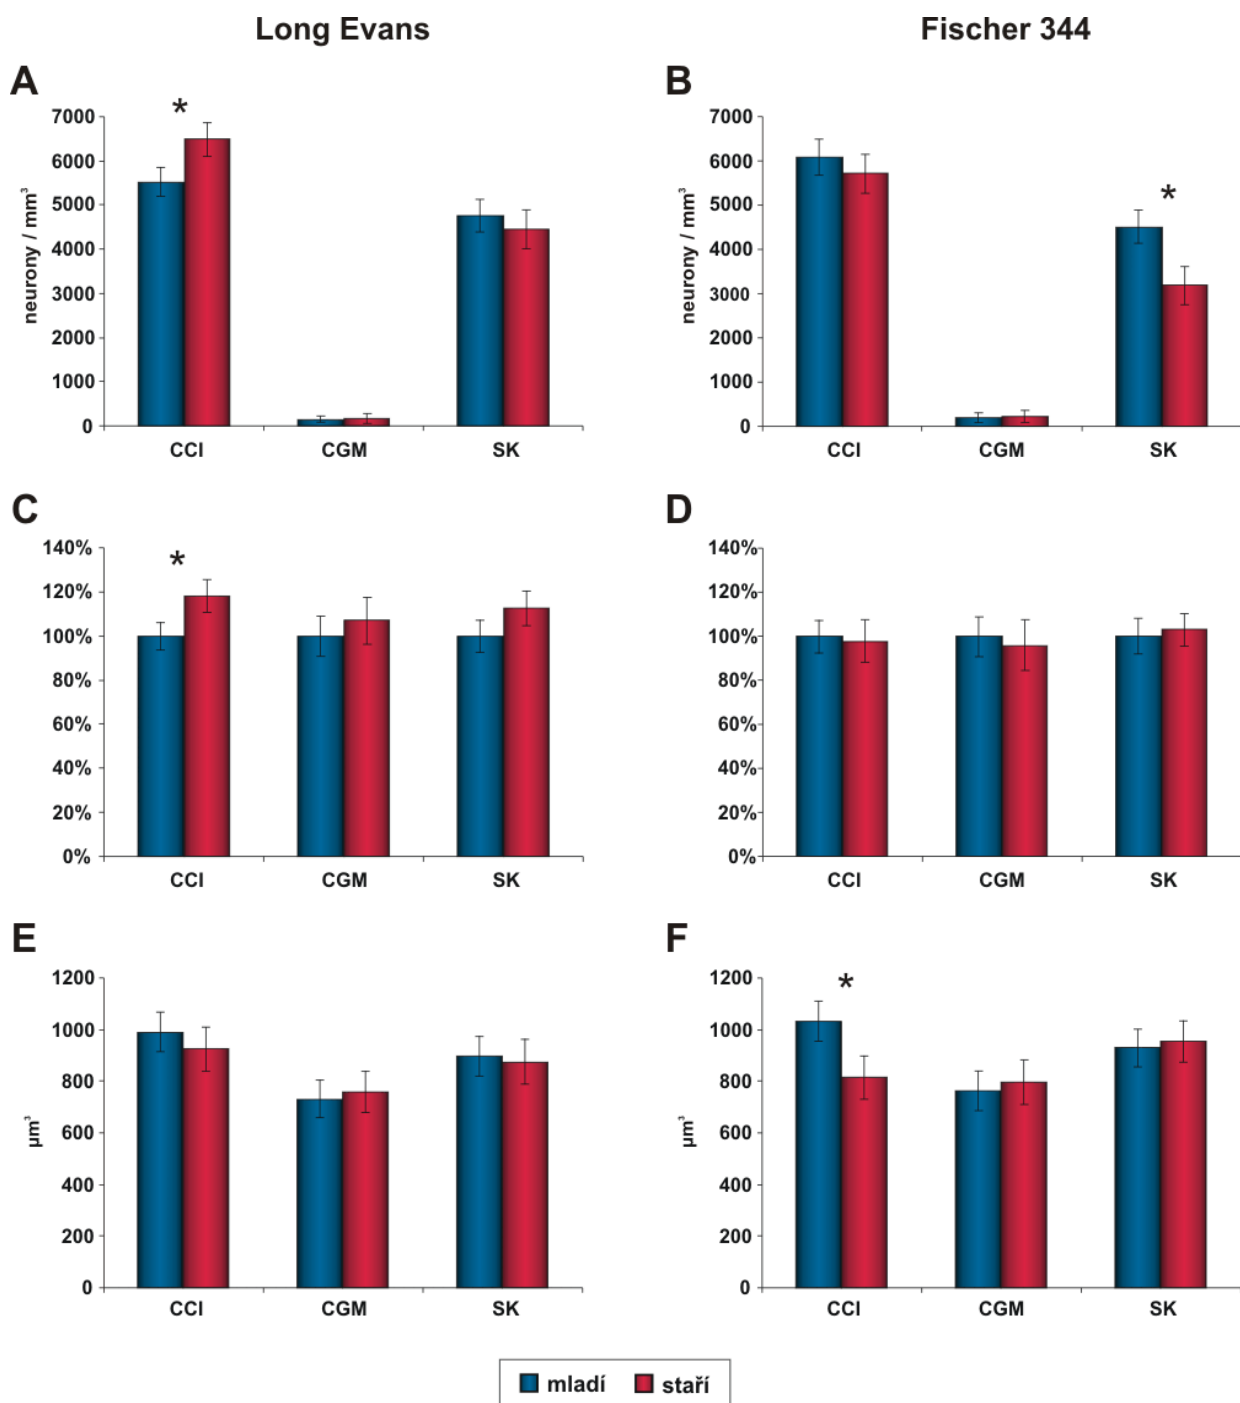 Long Evans
Fischer 344
A
7000
6000
5000
4000
3000
2000
1000
0
neurony / mm³
*
CCI
CGM
SK
B
7000
6000
5000
4000
3000
2000
1000
0
neurony / mm³
*
CCI
CGM
SK
C
140%
120%
100%
80%
60%
40%
20%
0%
*
CCI
CGM
SK
D
140%
120%
100%
80%
60%
40%
20%
0%
CCI
CGM
SK
E
1200
1000
800
600
400
200
0
µm³
CCI
CGM
SK
F
1200
1000
800
600
400
200
0
µm³
*
CCI
CGM
SK
mladí
staří